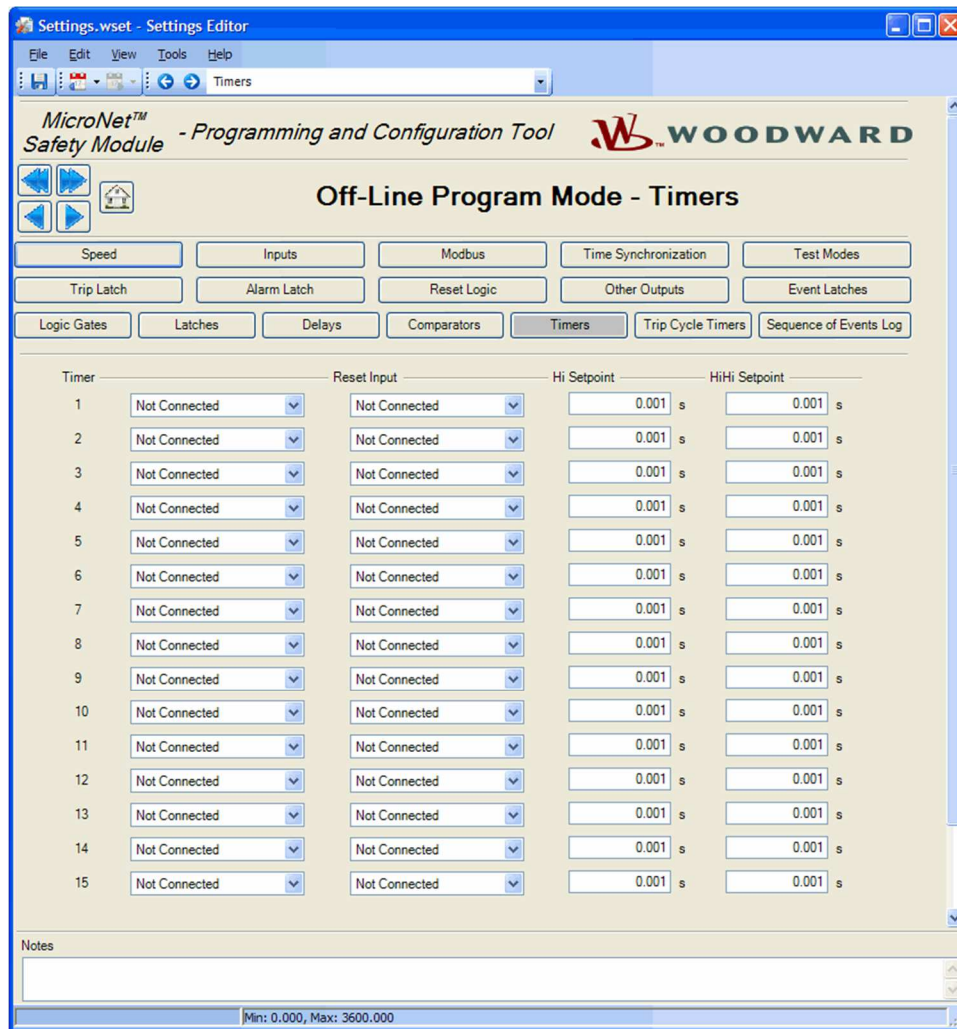 Settings.wset - Settings Editor
File Edit View Tools Help
Timers
MicroNet™
Safety Module - Programming and Configuration Tool
WOODWARD
Off-Line Program Mode - Timers
Speed Inputs Modbus Time Synchronization Test Modes
Trip Latch Alarm Latch Reset Logic Other Outputs Event Latches
Logic Gates Latches Delays Comparators Timers Trip Cycle Timers Sequence of Events Log
Timer Reset Input Hi Setpoint HiHi Setpoint
1 Not Connected Not Connected 0.001 s 0.001 s
2 Not Connected Not Connected 0.001 s 0.001 s
3 Not Connected Not Connected 0.001 s 0.001 s
4 Not Connected Not Connected 0.001 s 0.001 s
5 Not Connected Not Connected 0.001 s 0.001 s
6 Not Connected Not Connected 0.001 s 0.001 s
7 Not Connected Not Connected 0.001 s 0.001 s
8 Not Connected Not Connected 0.001 s 0.001 s
9 Not Connected Not Connected 0.001 s 0.001 s
10 Not Connected Not Connected 0.001 s 0.001 s
11 Not Connected Not Connected 0.001 s 0.001 s
12 Not Connected Not Connected 0.001 s 0.001 s
13 Not Connected Not Connected 0.001 s 0.001 s
14 Not Connected Not Connected 0.001 s 0.001 s
15 Not Connected Not Connected 0.001 s 0.001 s
Notes
Min: 0.000, Max: 3600.000